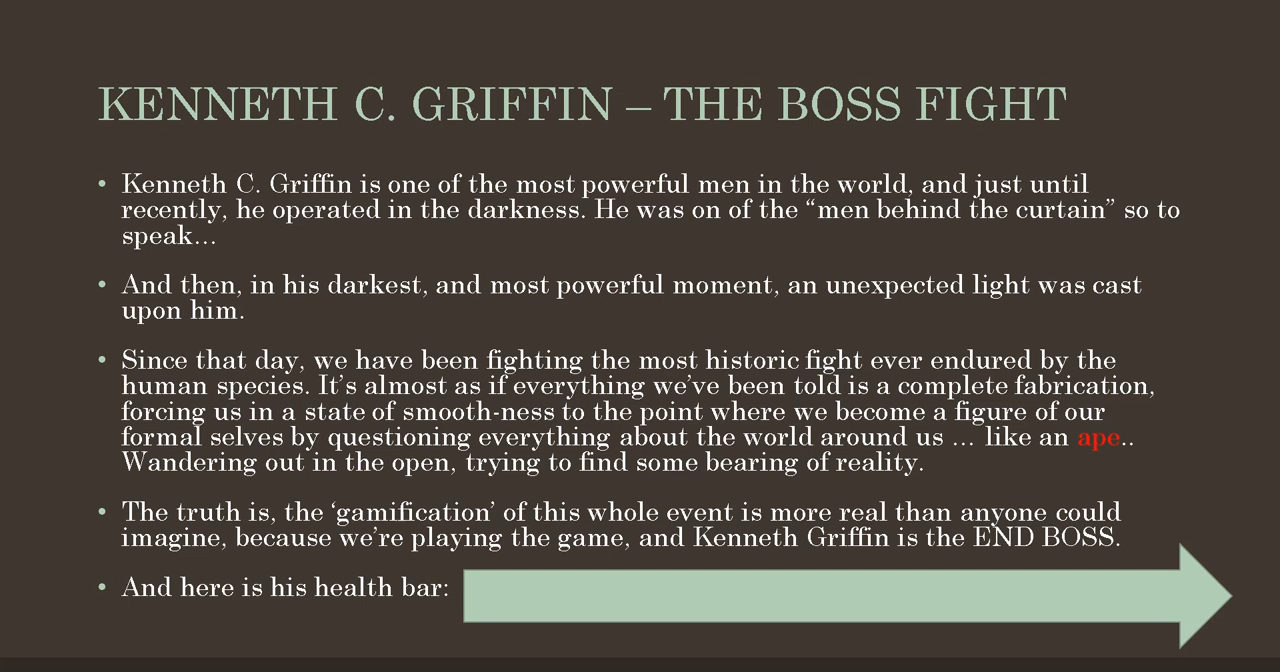 KENNETH C. GRIFFIN – THE BOSS FIGHT
• Kenneth C. Griffin is one of the most powerful men in the world, and just until
recently, he operated in the darkness. He was on of the “men behind the curtain” so to
speak…
• And then, in his darkest, and most powerful moment, an unexpected light was cast
upon him.
• Since that day, we have been fighting the most historic fight ever endured by the
human species. It’s almost as if everything we’ve been told is a complete fabrication,
forcing us in a state of smooth-ness to the point where we become a figure of our
formal selves by questioning everything about the world around us … like an ape..
Wandering out in the open, trying to find some bearing of reality.
• The truth is, the ‘gamification’ of this whole event is more real than anyone could
imagine, because we’re playing the game, and Kenneth Griffin is the END BOSS.
• And here is his health bar: